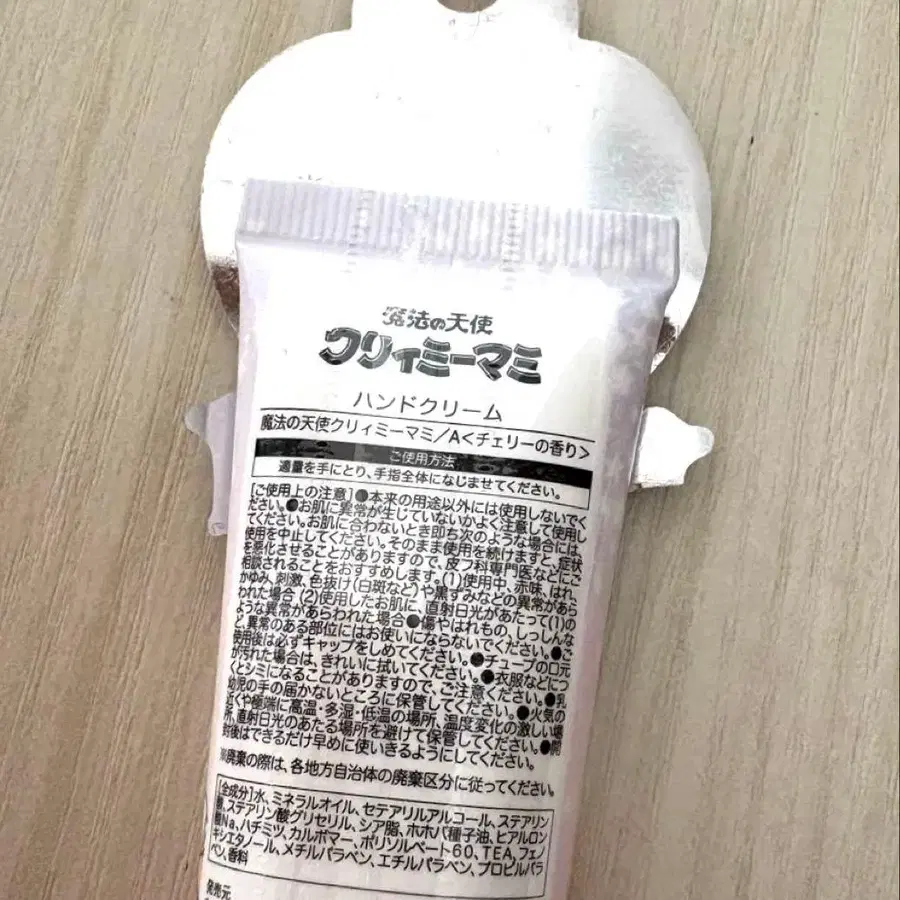 魔法の天使
クリィミーマミ
ハンドクリーム
魔法の天使クリィミーマミ／A＜チェリーの香り＞
ご使用方法
適量を手にとり、手指全体になじませてください。
[ご使用上の注意] ●本来の用途以外には使用しないでく
ださい。●お肌に異常が生じていないかよく注意して使用し
てください。お肌に合わないとき即ち次のような場合には、
使用を中止してください。そのまま使用を続けますと、症状
を悪化させることがありますので、皮フ科専門医などにご
相談されることをおすすめします。(1)使用中、赤味、はれ、
かゆみ、刺激、色抜け(白斑など)や黒ずみなどの異常があら
われた場合 (2)使用したお肌に、直射日光があたって(1)の
ような異常があらわれた場合●傷やはれもの、しっしんな
ど、異常のある部位にはお使いにならないでください。●ご
使用後は必ずキャップをしめてください。●チューブの口元
が汚れた場合は、きれいに拭いてください。●衣服などにつ
くとシミになることがありますので、ご注意ください。●乳
幼児の手の届かないところに保管してください。●火気の
近くや極端に高温・多湿・低温の場所、温度変化の激しい場
所、直射日光のあたる場所を避けて保管してください。●開
封後はできるだけ早めに使いきるようにしてください。
※廃棄の際は、各地方自治体の廃棄区分に従ってください。
[全成分]水、ミネラルオイル、セテアリルアルコール、ステアリン
酸、ステアリン酸グリセリル、シア脂、ホホバ種子油、ヒアルロン
酸Na、ハチミツ、カルボマー、ポリソルベート60、TEA、フェノ
キシエタノール、メチルパラベン、エチルパラベン、プロピルパラ
ベン、香料
発売元